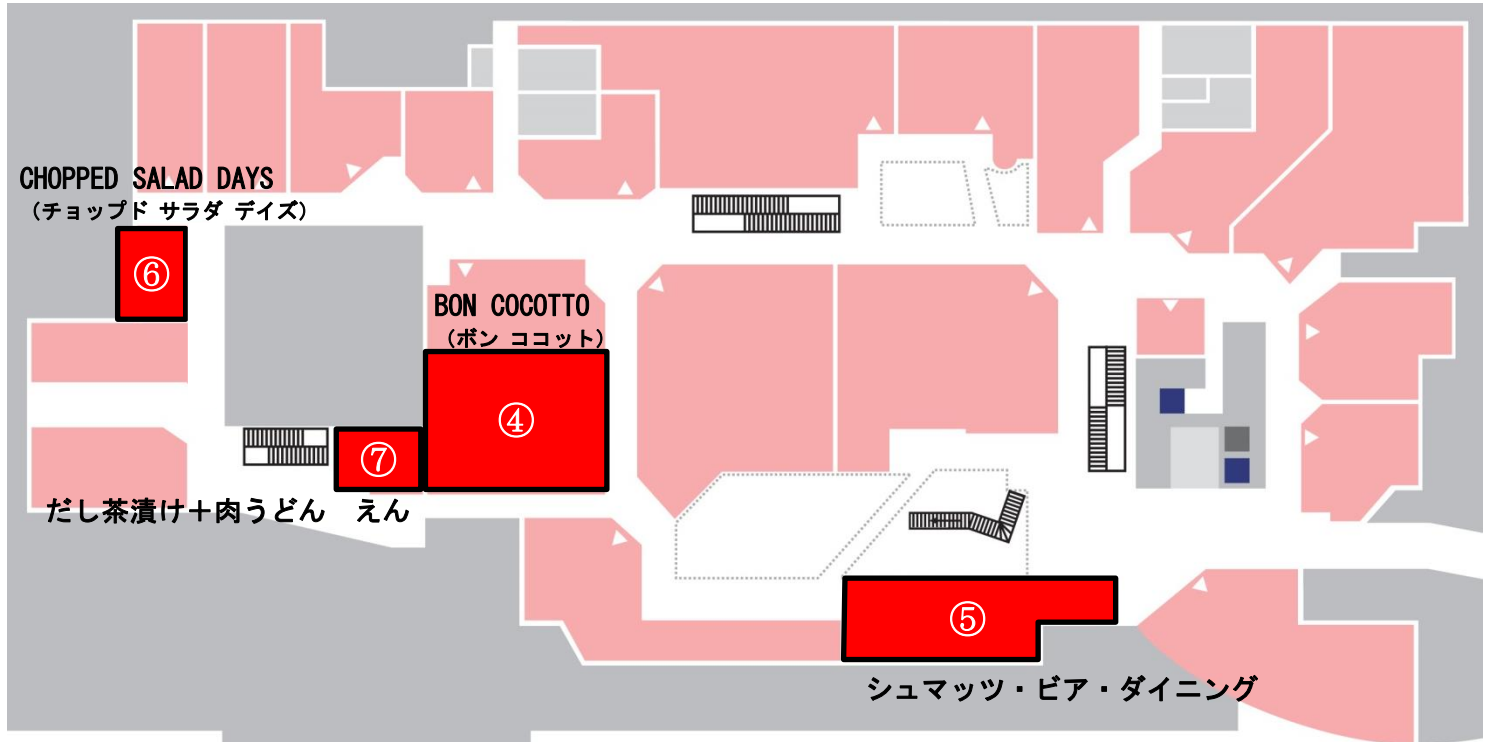 CHOPPED SALAD DAYS
（チョップド サラダ デイズ）
⑥
BON COCOTTO
（ボン ココット）
④
⑦
だし茶漬け＋肉うどん　えん
⑤
シュマッツ・ビア・ダイニング